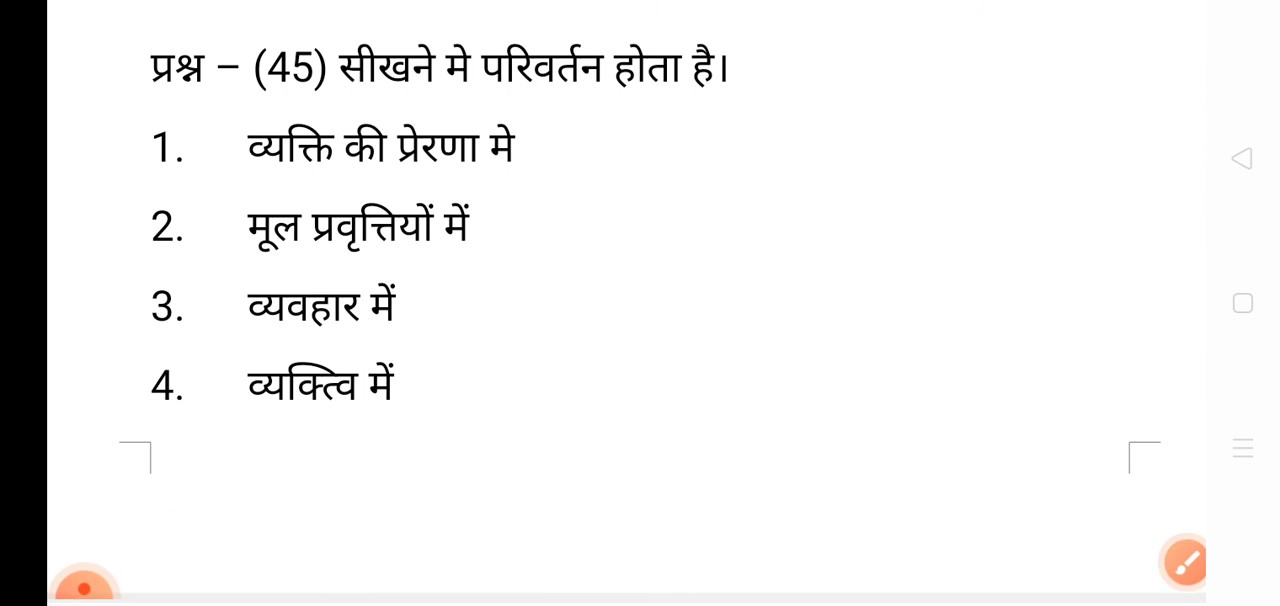 प्रश्न – (45) सीखने मे परिवर्तन होता है।
1. व्यक्ति की प्रेरणा मे
2. मूल प्रवृत्तियों में
3. व्यवहार में
4. व्यक्त्वि में